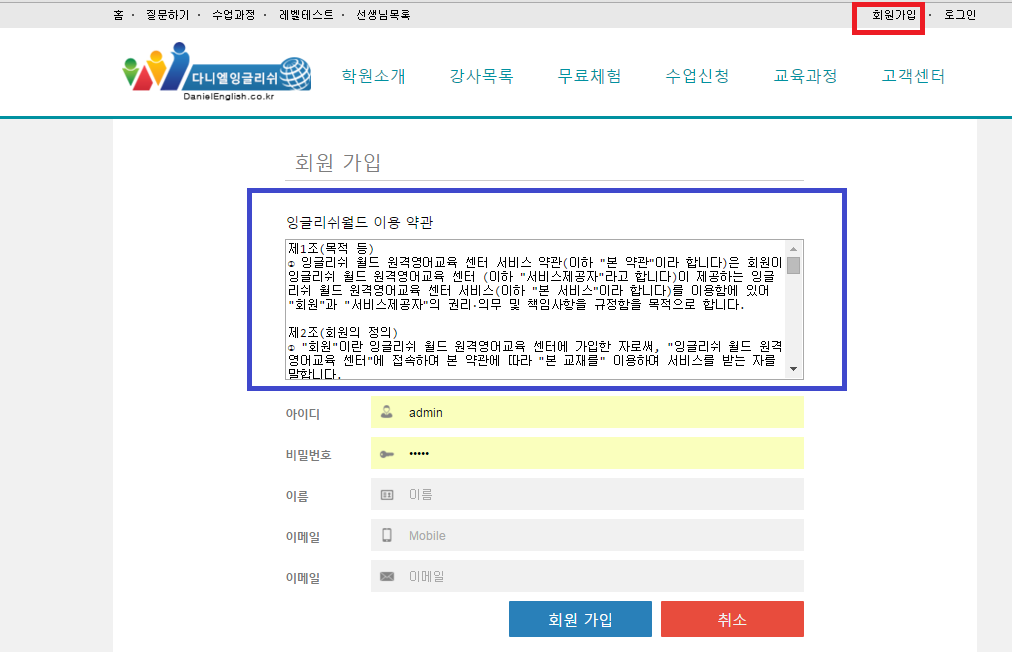 홈 · 질문하기 · 수업과정 · 레벨테스트 · 선생님목록
회원가입 · 로그인
다니엘잉글리쉬
DanielEnglish.co.kr
학원소개 강사목록 무료체험 수업신청 교육과정 고객센터
회원 가입
잉글리쉬월드 이용 약관
제1조(목적 등)
① 잉글리쉬 월드 원격영어교육 센터 서비스 약관(이하 "본 약관"이라 합니다)은 회원이
잉글리쉬 월드 원격영어교육 센터 (이하 "서비스제공자"라고 합니다)이 제공하는 잉글
리쉬 월드 원격영어교육 센터 서비스(이하 "본 서비스"이라 합니다)를 이용함에 있어
"회원"과 "서비스제공자"의 권리·의무 및 책임사항을 규정함을 목적으로 합니다.
제2조(회원의 정의)
① "회원"이란 잉글리쉬 월드 원격영어교육 센터에 가입한 자로써, "잉글리쉬 월드 원격
영어교육 센터"에 접속하여 본 약관에 따라 "본 교재를" 이용하여 서비스를 받는 자를
말합니다.
아이디 admin
비밀번호 •••••
이름 이름
이메일 Mobile
이메일 이메일
회원 가입 취소